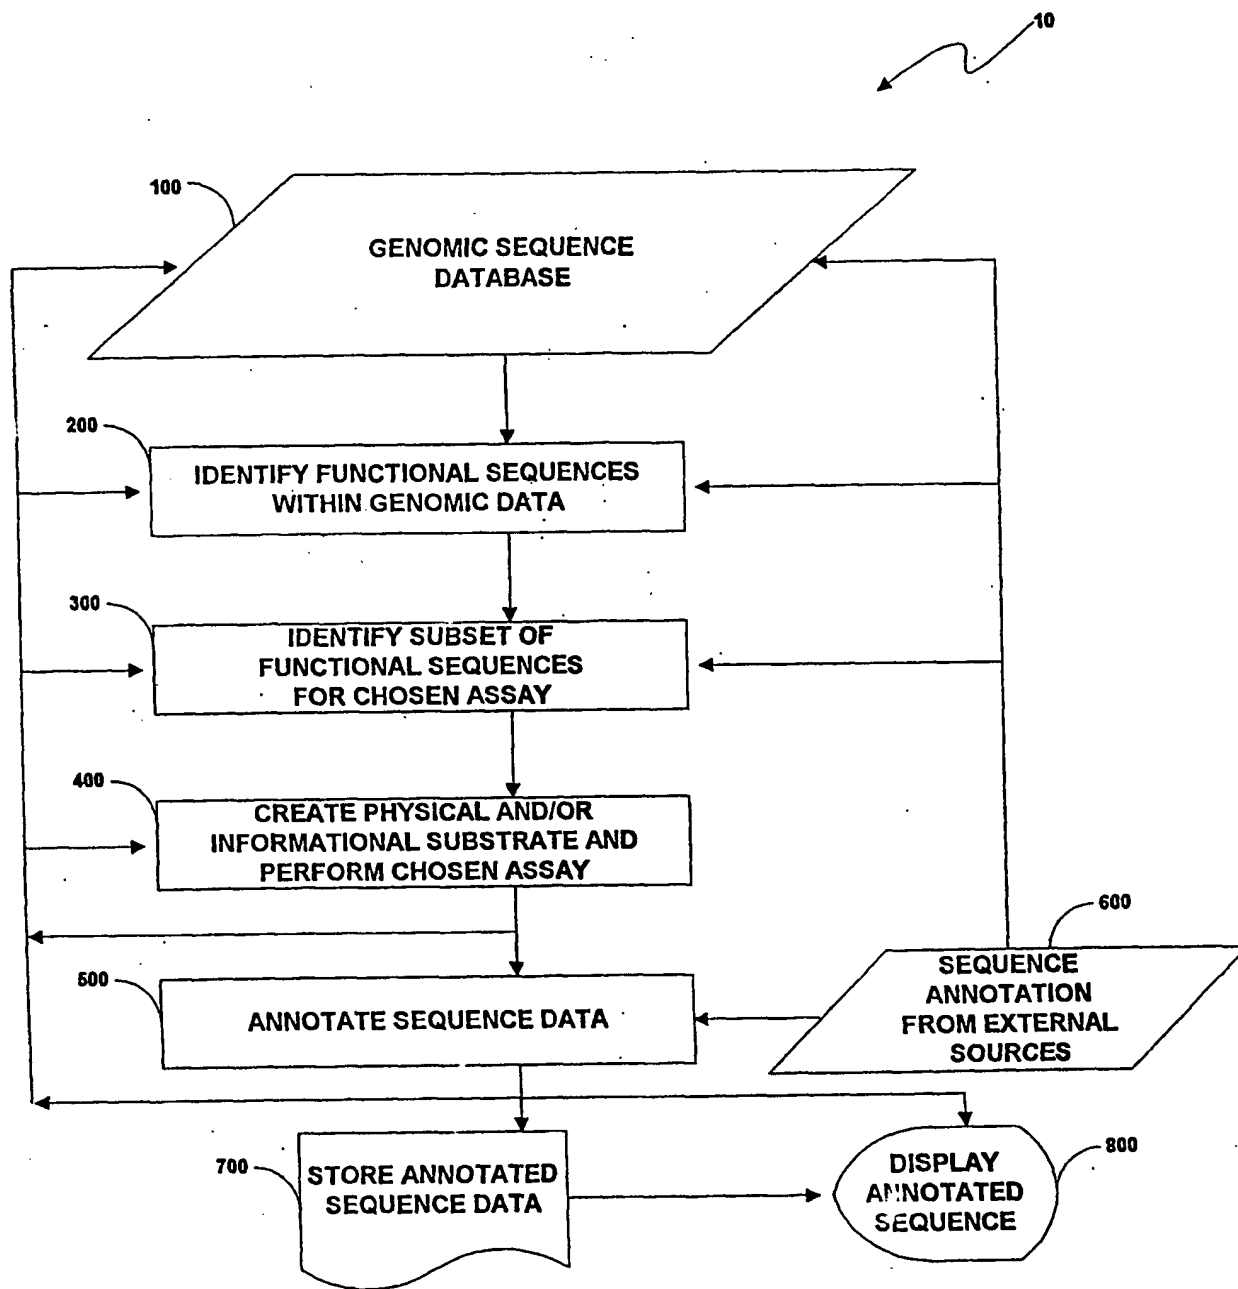 10
100
GENOMIC SEQUENCE
DATABASE
200
IDENTIFY FUNCTIONAL SEQUENCES
WITHIN GENOMIC DATA
300
IDENTIFY SUBSET OF
FUNCTIONAL SEQUENCES
FOR CHOSEN ASSAY
400
CREATE PHYSICAL AND/OR
INFORMATIONAL SUBSTRATE AND
PERFORM CHOSEN ASSAY
500
ANNOTATE SEQUENCE DATA
600
SEQUENCE
ANNOTATION
FROM EXTERNAL
SOURCES
700
STORE ANNOTATED
SEQUENCE DATA
800
DISPLAY
ANNOTATED
SEQUENCE